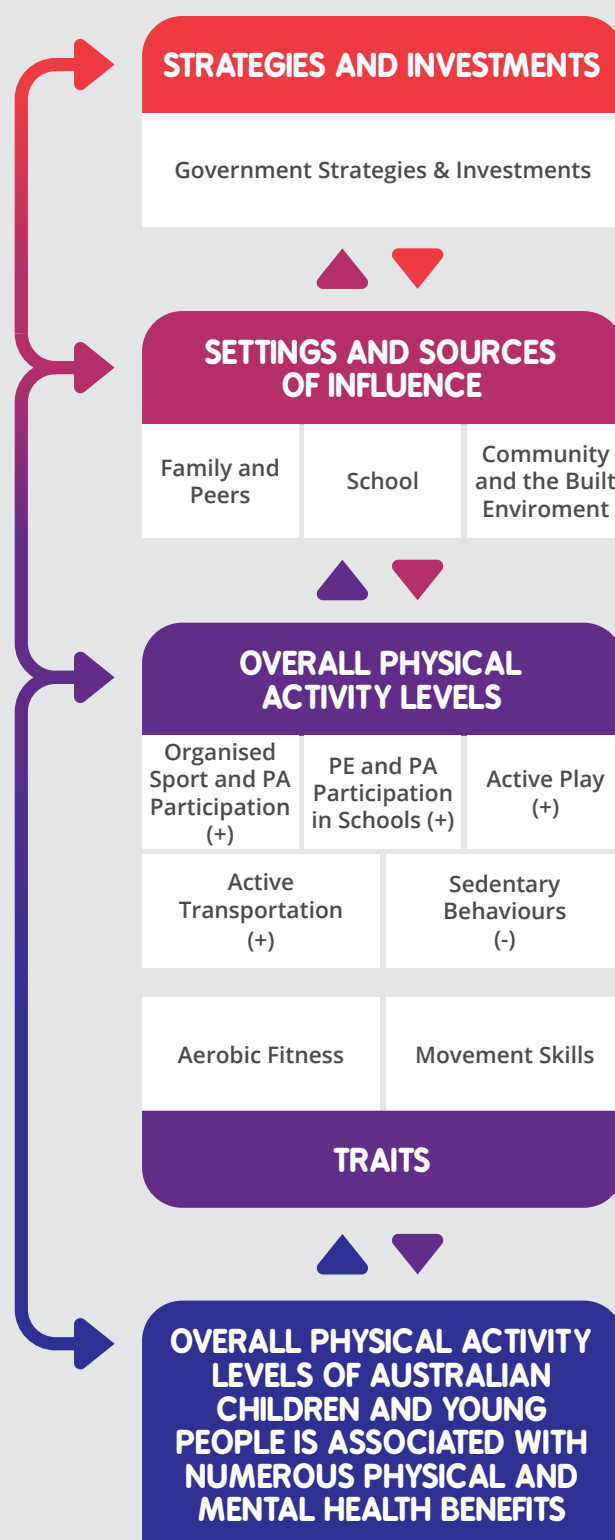 STRATEGIES AND INVESTMENTS
Government Strategies & Investments
SETTINGS AND SOURCES
OF INFLUENCE
Family and
Peers
School
Community
and the Built
Enviroment
OVERALL PHYSICAL
ACTIVITY LEVELS
Organised
Sport and PA
Participation
(+)
PE and PA
Participation
in Schools (+)
Active Play
(+)
Active
Transportation
(+)
Sedentary
Behaviours
(-)
Aerobic Fitness
Movement Skills
TRAITS
OVERALL PHYSICAL ACTIVITY
LEVELS OF AUSTRALIAN
CHILDREN AND YOUNG
PEOPLE IS ASSOCIATED WITH
NUMEROUS PHYSICAL AND
MENTAL HEALTH BENEFITS